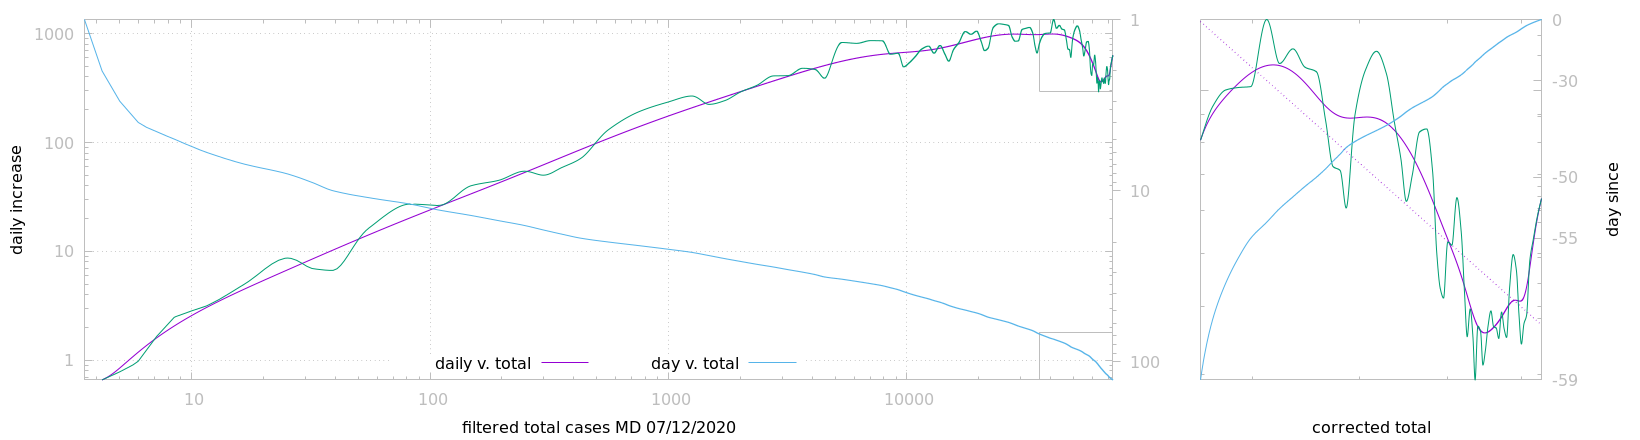 daily increase
1000
100
10
1
10
100
1000
10000
filtered total cases MD 07/12/2020
daily v. total
day v. total
1
10
100
0
-30
-50
-55
-59
day since
corrected total